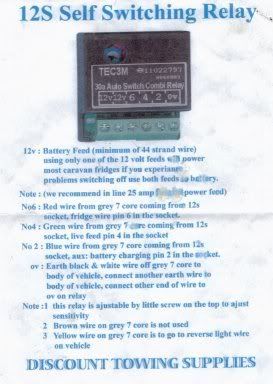 12S Self Switching Relay
TEC3M
11022797
30a Auto Switch Combi Relay
12v 12v 6 4 2 0v
12v : Battery Feed (minimum of 44 strand wire)
using only one of the 12 volt feeds will power
most caravan fridges if you experiance
problems switching off use both feeds to battery.
Note : (we recommend in line 25 amp power feed)
No6 : Red wire from grey 7 core coming from 12s
socket, fridge wire pin 6 in the socket.
No4 : Green wire from grey 7 core coming from 12s
socket, live feed pin 4 in the socket
No 2 : Blue wire from grey 7 core coming from 12s
socket, aux: battery charging pin 2 in the socket.
ov : Earth black & white wire off grey 7 core to
body of vehicle, connect another earth wire to
body of vehicle, connect other end of wire to
ov on relay
Note :1 this relay is ajustable by little screw on the top to ajust
sensitivity
2 Brown wire on grey 7 core is not used
3 Yellow wire on grey 7 core is to go to reverse light wire
on vehicle
DISCOUNT TOWING SUPPLIES